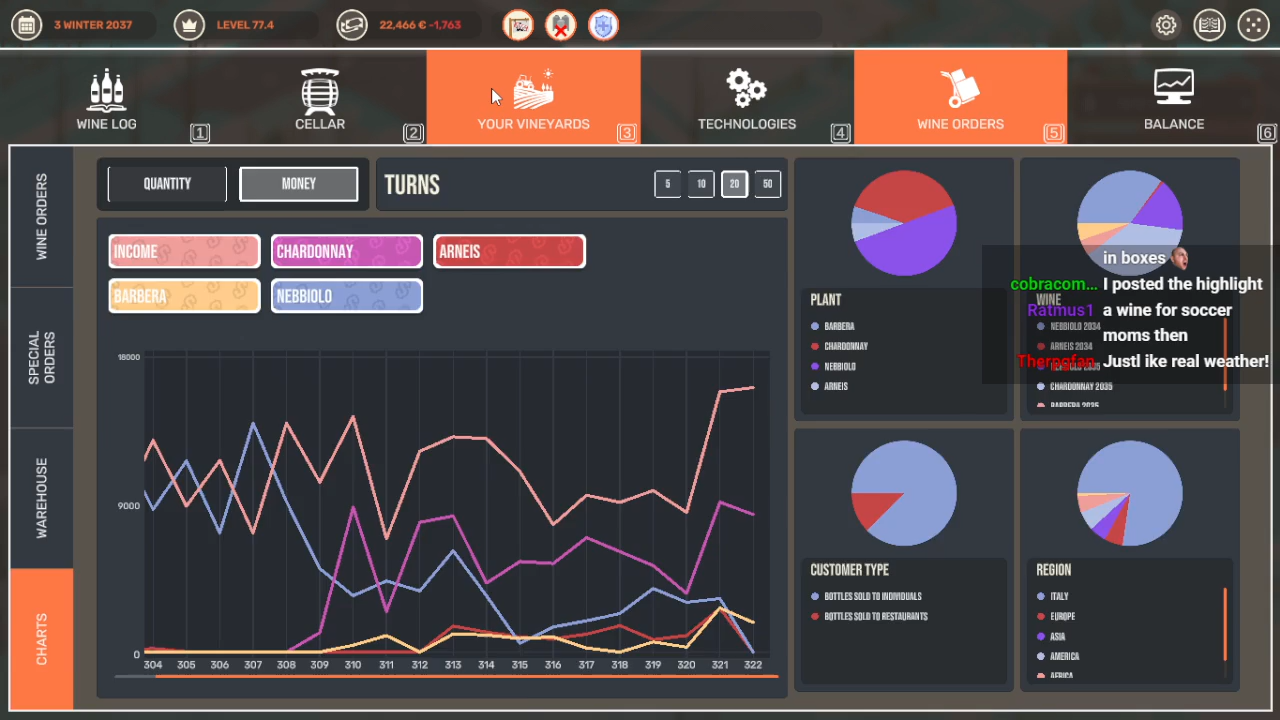 3 WINTER 2037
LEVEL 77.4
22,466 € -1,763
WINE LOG
1
CELLAR
2
YOUR VINEYARDS
3
TECHNOLOGIES
4
WINE ORDERS
5
BALANCE
6
WINE ORDERS
SPECIAL ORDERS
WAREHOUSE
CHARTS
QUANTITY
MONEY
TURNS
5 10 20 50
INCOME
CHARDONNAY
ARNEIS
BARBERA
NEBBIOLO
18000
9000
0
304 305 306 307 308 309 310 311 312 313 314 315 316 317 318 319 320 321 322
PLANT
BARBERA
CHARDONNAY
NEBBIOLO
ARNEIS
WINE
NEBBIOLO 2034
ARNEIS 2034
CHARDONNAY 2035
BARBERA 2035
in boxes
cobracom... I posted the highlight
Ratmus1 a wine for soccer
moms then
Therpgfan Justl ike real weather!
CUSTOMER TYPE
BOTTLES SOLD TO INDIVIDUALS
BOTTLES SOLD TO RESTAURANTS
REGION
ITALY
EUROPE
ASIA
AMERICA
AFRICA